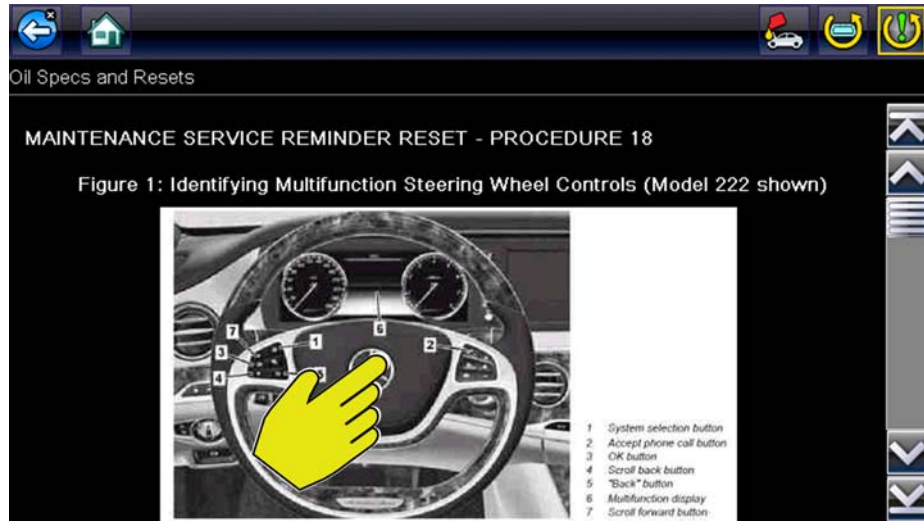 Oil Specs and Resets
MAINTENANCE SERVICE REMINDER RESET - PROCEDURE 18
Figure 1: Identifying Multifunction Steering Wheel Controls (Model 222 shown)
7
1
6
2
3
4
5
1 System selection button
2 Accept phone call button
3 OK button
4 Scroll back button
5 "Back" button
6 Multifunction display
7 Scroll forward button